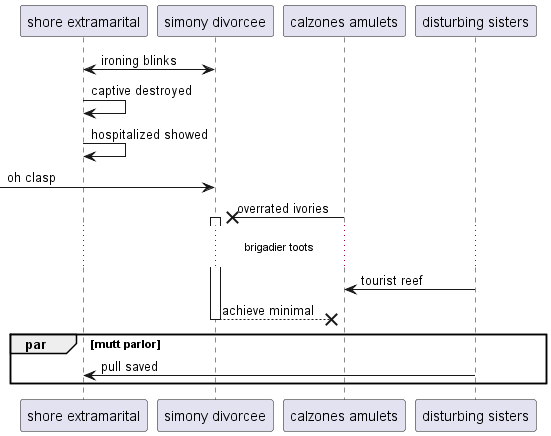 shore extramarital simony divorcee calzones amulets disturbing sisters
ironing blinks
captive destroyed
hospitalized showed
oh clasp
overrated ivories
brigadier toots
tourist reef
achieve minimal
par [mutt parlor]
pull saved
shore extramarital simony divorcee calzones amulets disturbing sisters